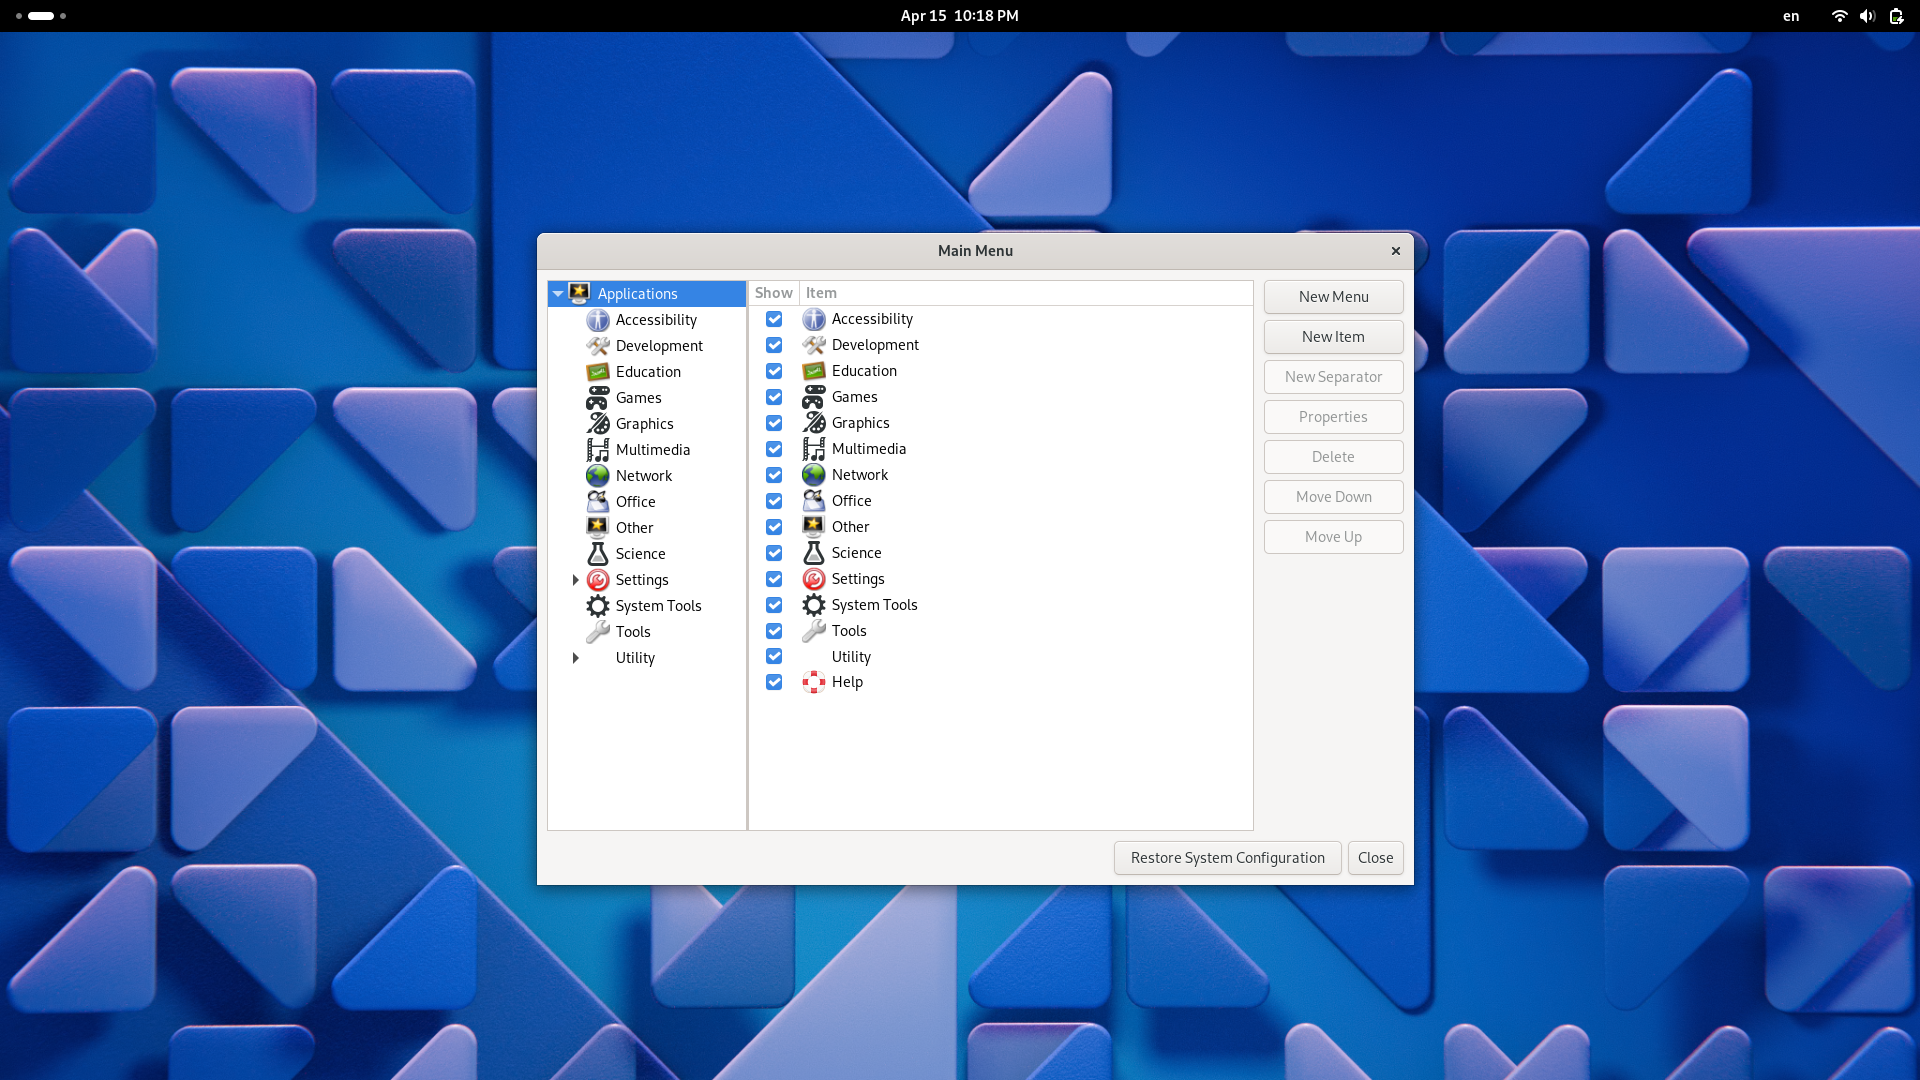 Apr 15 10:18 PM
en
Main Menu
Applications
Accessibility
Development
Education
Games
Graphics
Multimedia
Network
Office
Other
Science
Settings
System Tools
Tools
Utility
Show Item
Accessibility
Development
Education
Games
Graphics
Multimedia
Network
Office
Other
Science
Settings
System Tools
Tools
Utility
Help
New Menu
New Item
New Separator
Properties
Delete
Move Down
Move Up
Restore System Configuration
Close